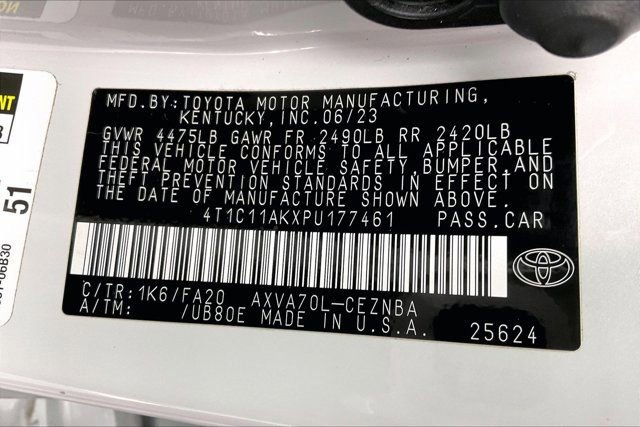 MFD.BY:TOYOTA MOTOR MANUFACTURING,
KENTUCKY,INC.06/23
GVWR 4475LB GAWR FR 2490LB RR 2420LB
THIS VEHICLE CONFORMS TO ALL APPLICABLE
FEDERAL MOTOR VEHICLE SAFETY,BUMPER,AND
THEFT PREVENTION STANDARDS IN EFFECT ON
THE DATE OF MANUFACTURE SHOWN ABOVE.
4T1C11AKXPU177461 PASS.CAR
C/TR:1K6/FA20 AXVA70L-CEZNBA
A/TM: /UB80E MADE IN U.S.A.
25624
51